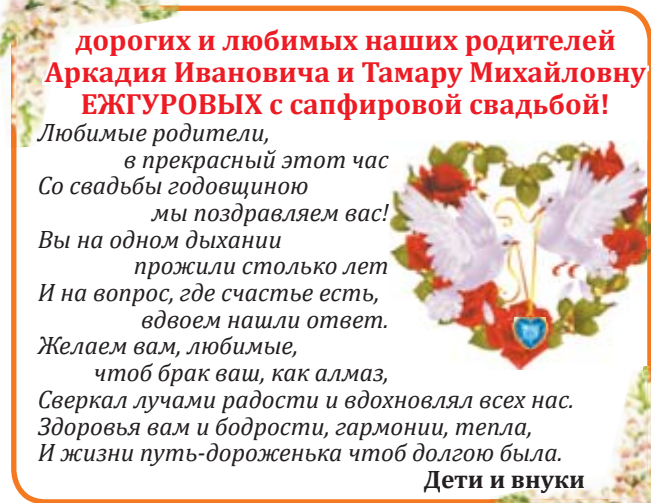 дорогих и любимых наших родителей
Аркадия Ивановича и Тамару Михайловну
ЕЖГУРОВЫХ с сапфировой свадьбой!
Любимые родители,
в прекрасный этот час
Со свадьбы годовщиною
мы поздравляем вас!
Вы на одном дыхании
прожили столько лет
И на вопрос, где счастье есть,
вдвоем нашли ответ.
Желаем вам, любимые,
чтоб брак ваш, как алмаз,
Сверкал лучами радости и вдохновлял всех нас.
Здоровья вам и бодрости, гармонии, тепла,
И жизни путь-дороженька чтоб долгою была.
Дети и внуки